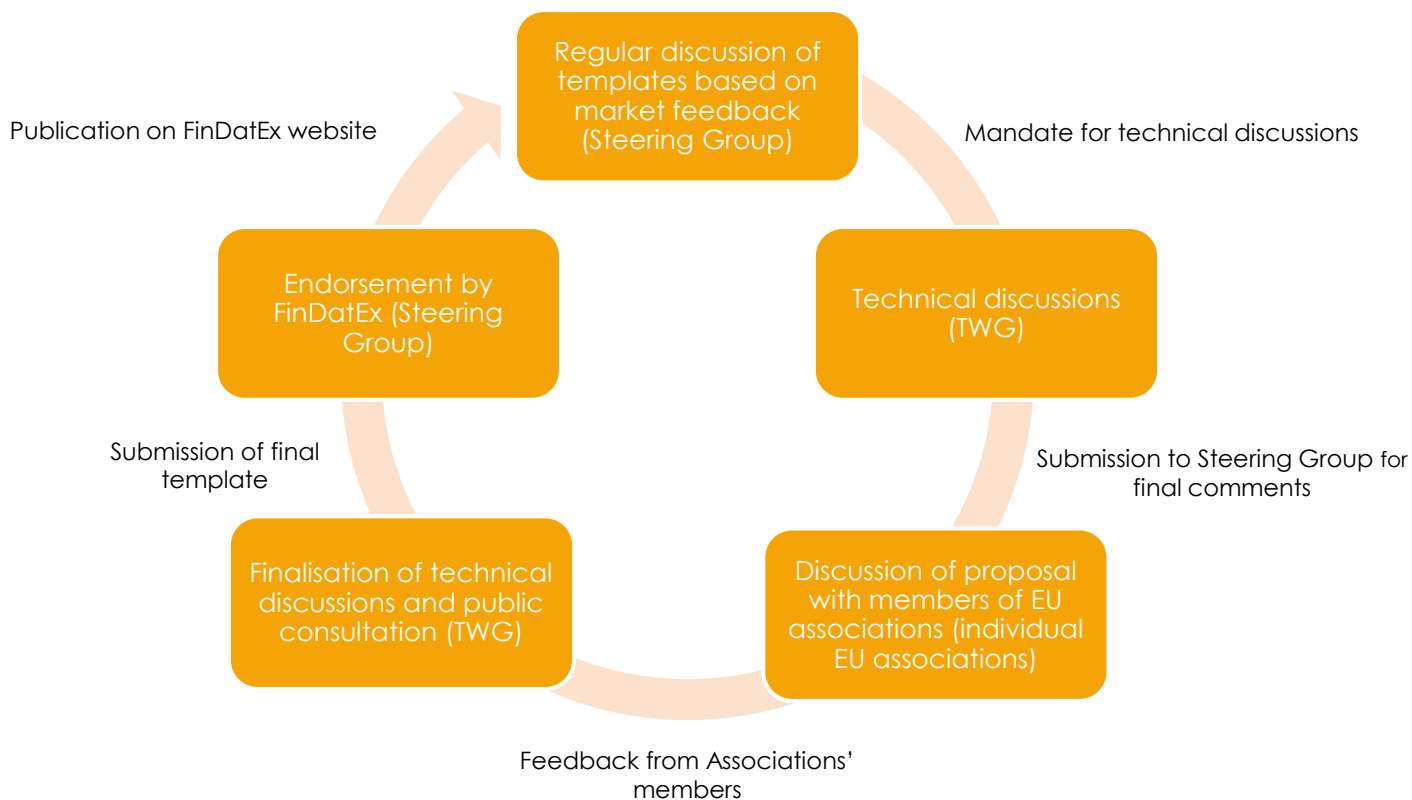 Regular discussion of
templates based on
market feedback
(Steering Group)
Mandate for technical discussions
Technical discussions
(TWG)
Submission to Steering Group for
final comments
Discussion of proposal
with members of EU
associations (individual
EU associations)
Feedback from Associations’
members
Finalisation of technical
discussions and public
consultation (TWG)
Submission of final
template
Endorsement by
FinDatEx (Steering
Group)
Publication on FinDatEx website